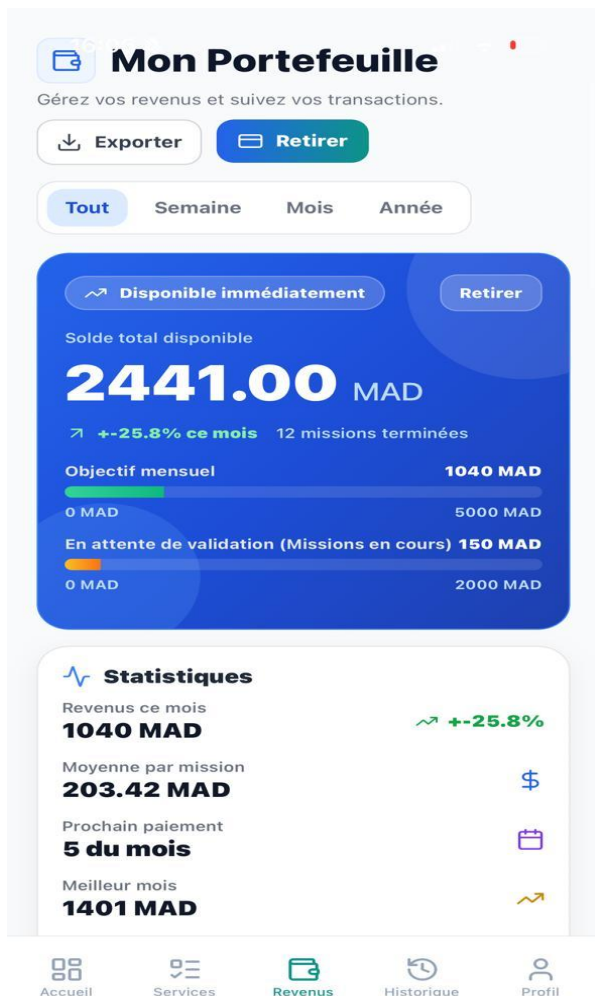 Mon Portefeuille
Gérez vos revenus et suivez vos transactions.
Exporter Retirer
Tout Semaine Mois Année
Disponible immédiatement Retirer
Solde total disponible
2441.00 MAD
+-25.8% ce mois 12 missions terminées
Objectif mensuel 1040 MAD
0 MAD 5000 MAD
En attente de validation (Missions en cours) 150 MAD
0 MAD 2000 MAD
Statistiques
Revenus ce mois
1040 MAD +-25.8%
Moyenne par mission
203.42 MAD
Prochain paiement
5 du mois
Meilleur mois
1401 MAD
Accueil Services Revenus Historique Profil